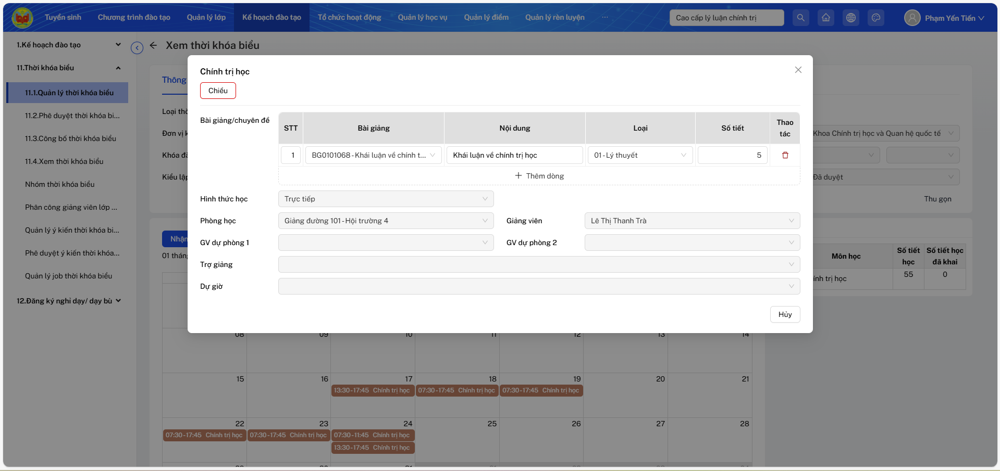 Tuyển sinh
Chương trình đào tạo
Quản lý lớp
Kế hoạch đào tạo
Tổ chức hoạt động
Quản lý học vụ
Quản lý điểm
Quản lý rèn luyện
...
Cao cấp lý luận chính trị
Phạm Yến Tiến
1.Kế hoạch đào tạo
11.Thời khóa biểu
11.1.Quản lý thời khóa biểu
11.2.Phê duyệt thời khóa bi...
11.3.Công bố thời khóa biểu
11.4.Xem thời khóa biểu
Nhóm thời khóa biểu
Phân công giảng viên lớp ...
Quản lý ý kiến thời khóa bi...
Phê duyệt ý kiến thời khóa...
Quản lý job thời khóa biểu
12.Đăng ký nghỉ dạy/ dạy bù
Xem thời khóa biểu
Thông
Loại thờ
Đơn vị k
Khoa Chính trị học và Quan hệ quốc tế
Khóa đà
Kiểu lập
Đã duyệt
Thu gọn
Nhận
01 tháng
Chính trị học
Chiều
Bài giảng/chuyên đề
STT Bài giảng Nội dung Loại Số tiết Thao tác
1 BG0101068 - Khái luận về chính t... Khái luận về chính trị học 01 - Lý thuyết 5
Thêm dòng
Hình thức học Trực tiếp
Phòng học Giảng đường 101 - Hội trường 4 Giảng viên Lê Thị Thanh Trà
GV dự phòng 1 GV dự phòng 2
Trợ giảng
Dự giờ
Hủy
Môn học Số tiết học Số tiết học đã khai
ính trị học 55 0
08 09 10 11 12 13 14
15 16 17 18 19 20 21
13:30 - 17:45 Chính trị học 07:30 - 17:45 Chính trị học 07:30 - 17:45 Chính trị học
22 23 24 25 26 27 28
07:30 - 17:45 Chính trị học 07:30 - 17:45 Chính trị học 07:30 - 11:45 Chính trị học
13:30 - 17:45 Chính trị học